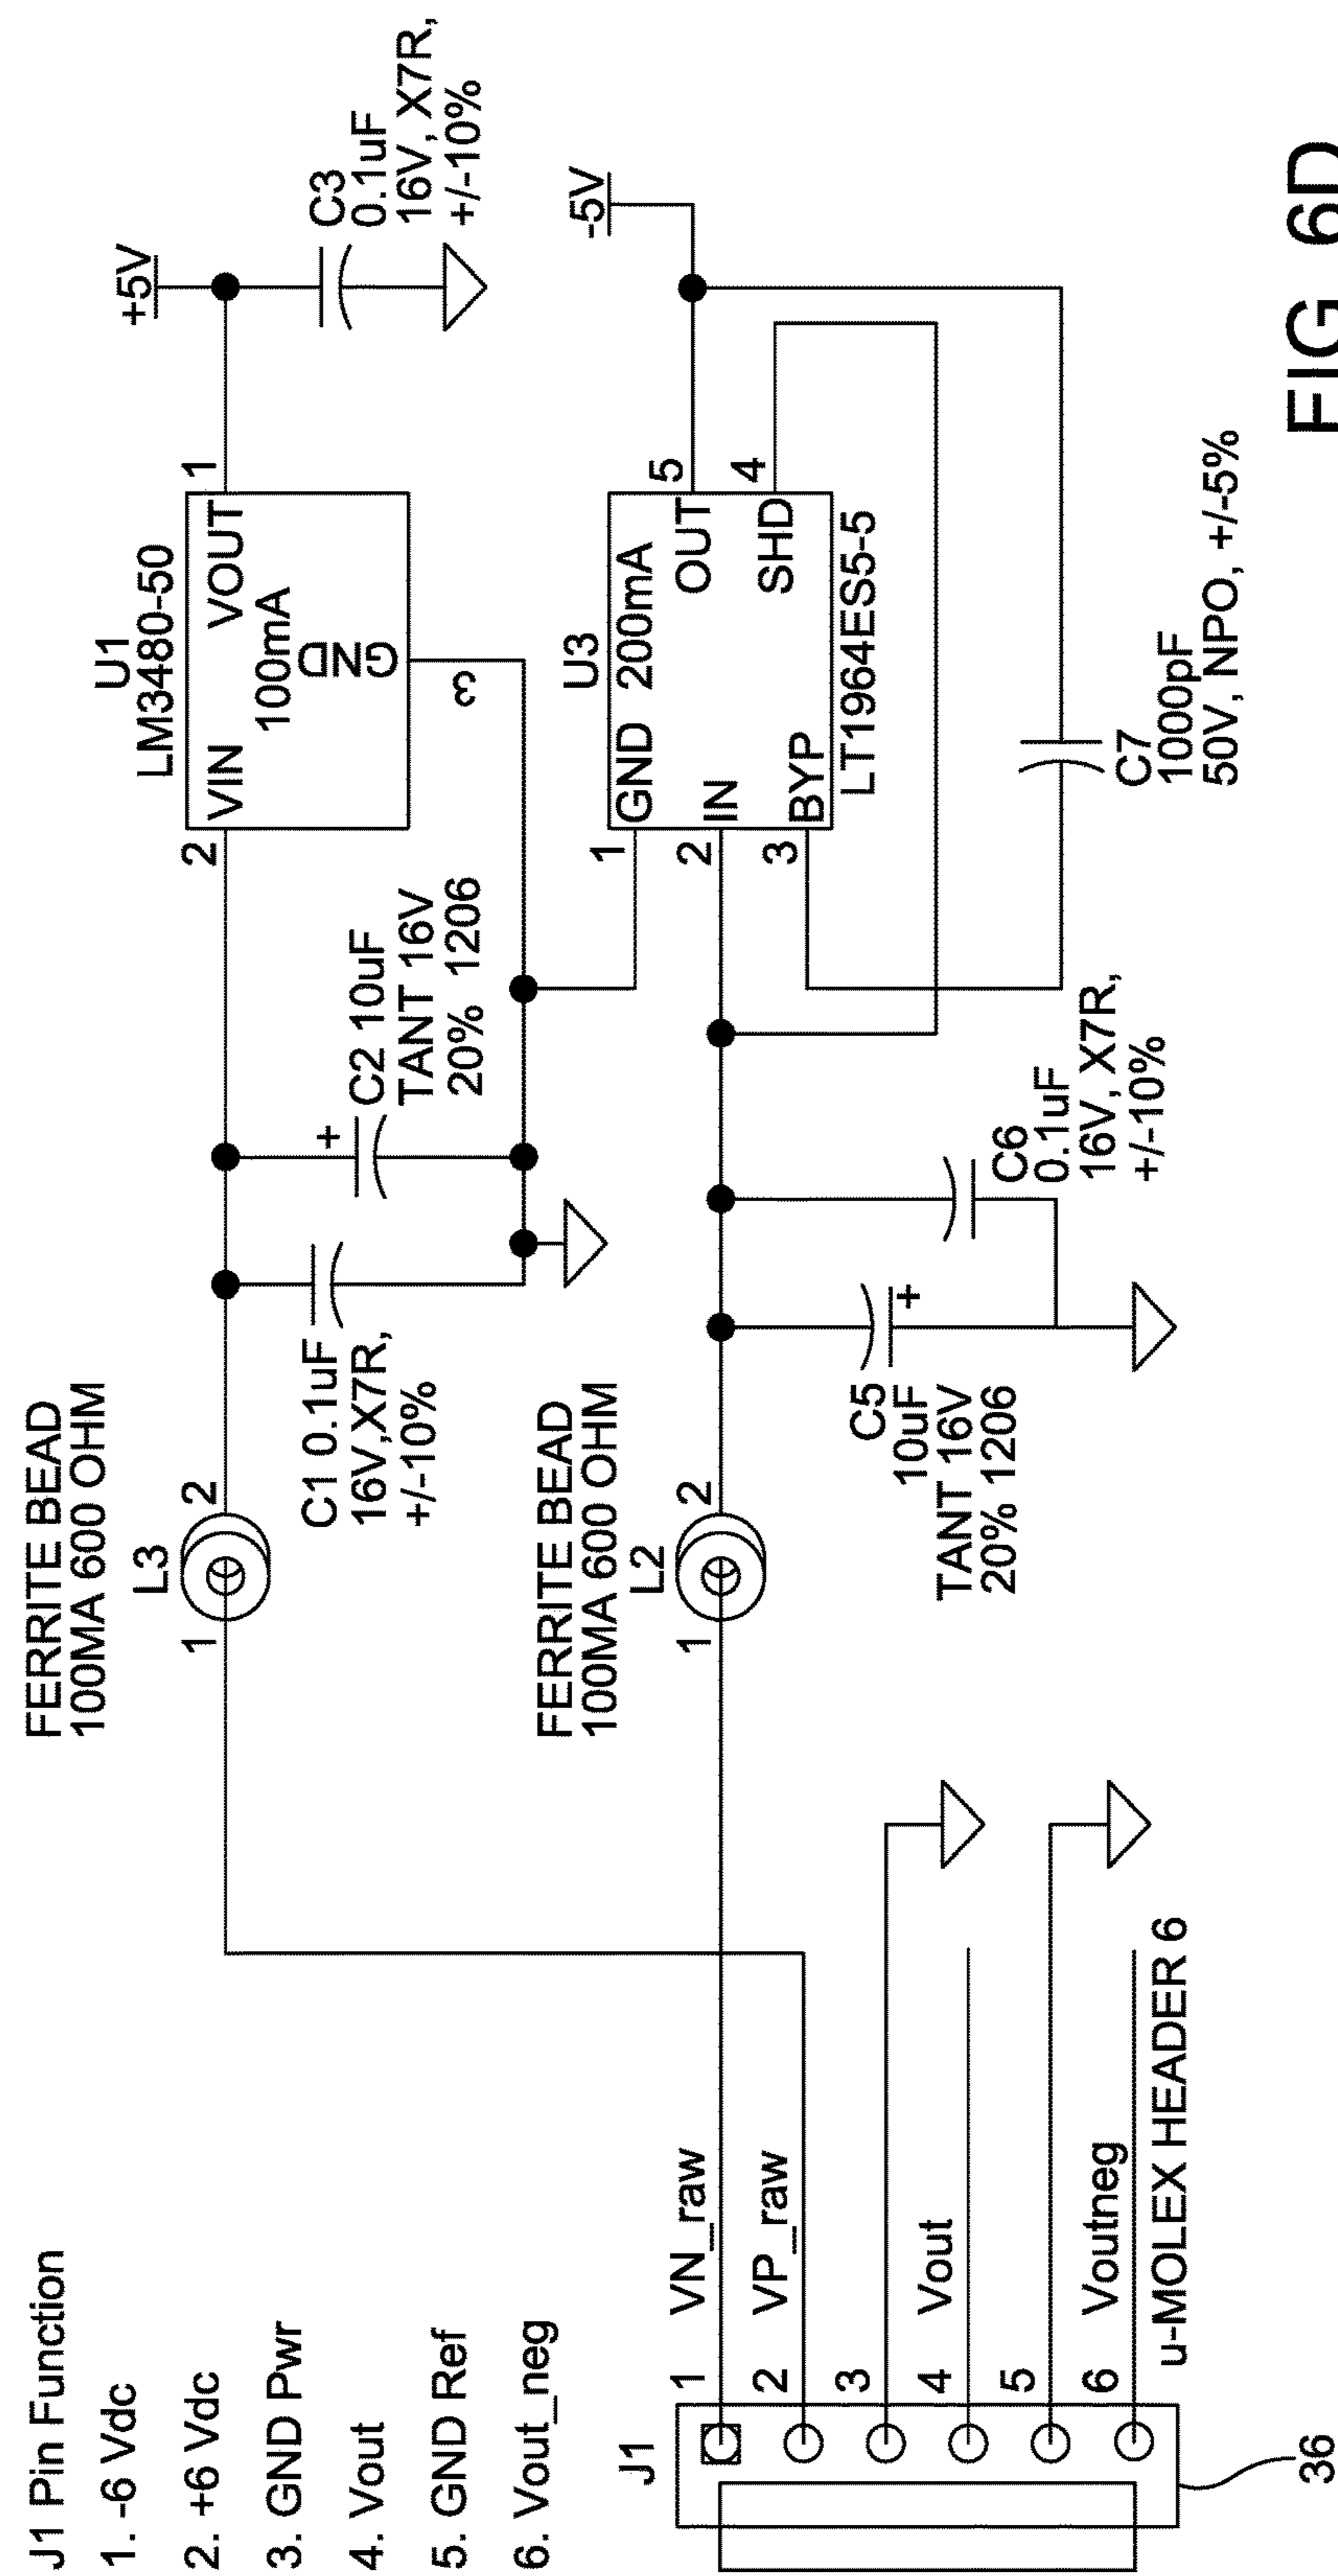 J1 Pin Function
1. -6 Vdc
2. +6 Vdc
3. GND Pwr
4. Vout
5. GND Ref
6. Vout_neg
FERRITE BEAD
100MA 600 OHM
L3
1
2
C1 0.1uF
16V,X7R,
+/-10%
+
C2 10uF
TANT 16V
20% 1206
U1
LM3480-50
2
VIN
VOUT
1
100mA
GND
3
+5V
C3
0.1uF
16V, X7R,
+/-10%
FERRITE BEAD
100MA 600 OHM
L2
1
2
C5
10uF
TANT 16V
20% 1206
+
C6
0.1uF
16V, X7R,
+/-10%
U3
1
GND
200mA
2
IN
OUT
5
3
BYP
SHD
4
LT1964ES5-5
-5V
C7
1000pF
50V, NPO, +/-5%
J1
1
VN_raw
2
VP_raw
3
4
Vout
5
6
Voutneg
u-MOLEX HEADER 6
36
FIG. 6D